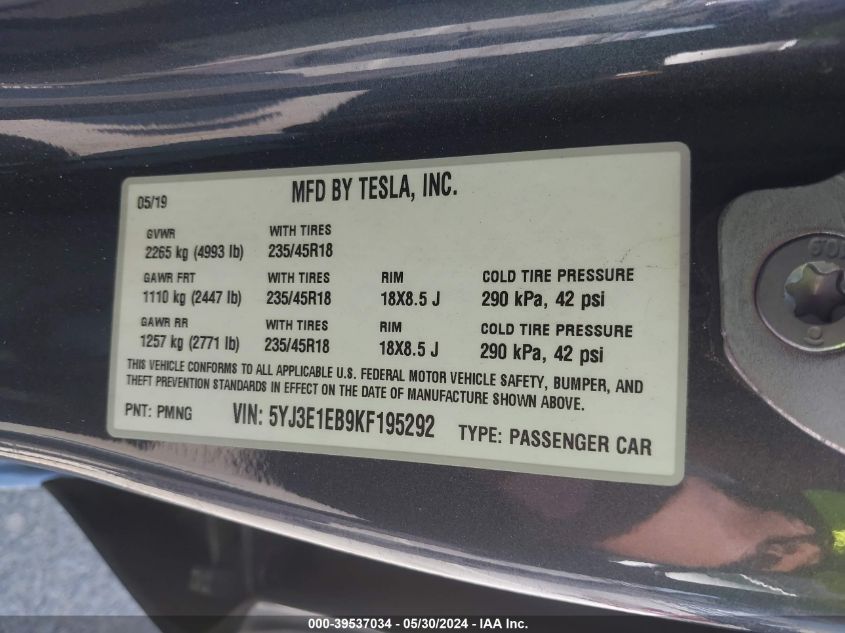 MFD BY TESLA, INC.
05/19
GVWR WITH TIRES
2265 kg (4993 lb) 235/45R18
GAWR FRT WITH TIRES RIM COLD TIRE PRESSURE
1110 kg (2447 lb) 235/45R18 18X8.5 J 290 kPa, 42 psi
GAWR RR WITH TIRES RIM COLD TIRE PRESSURE
1257 kg (2771 lb) 235/45R18 18X8.5 J 290 kPa, 42 psi
THIS VEHICLE CONFORMS TO ALL APPLICABLE U.S. FEDERAL MOTOR VEHICLE SAFETY, BUMPER, AND
THEFT PREVENTION STANDARDS IN EFFECT ON THE DATE OF MANUFACTURE SHOWN ABOVE.
PNT: PMNG VIN: 5YJ3E1EB9KF195292 TYPE: PASSENGER CAR
000-39537034 - 05/30/2024 - IAA Inc.